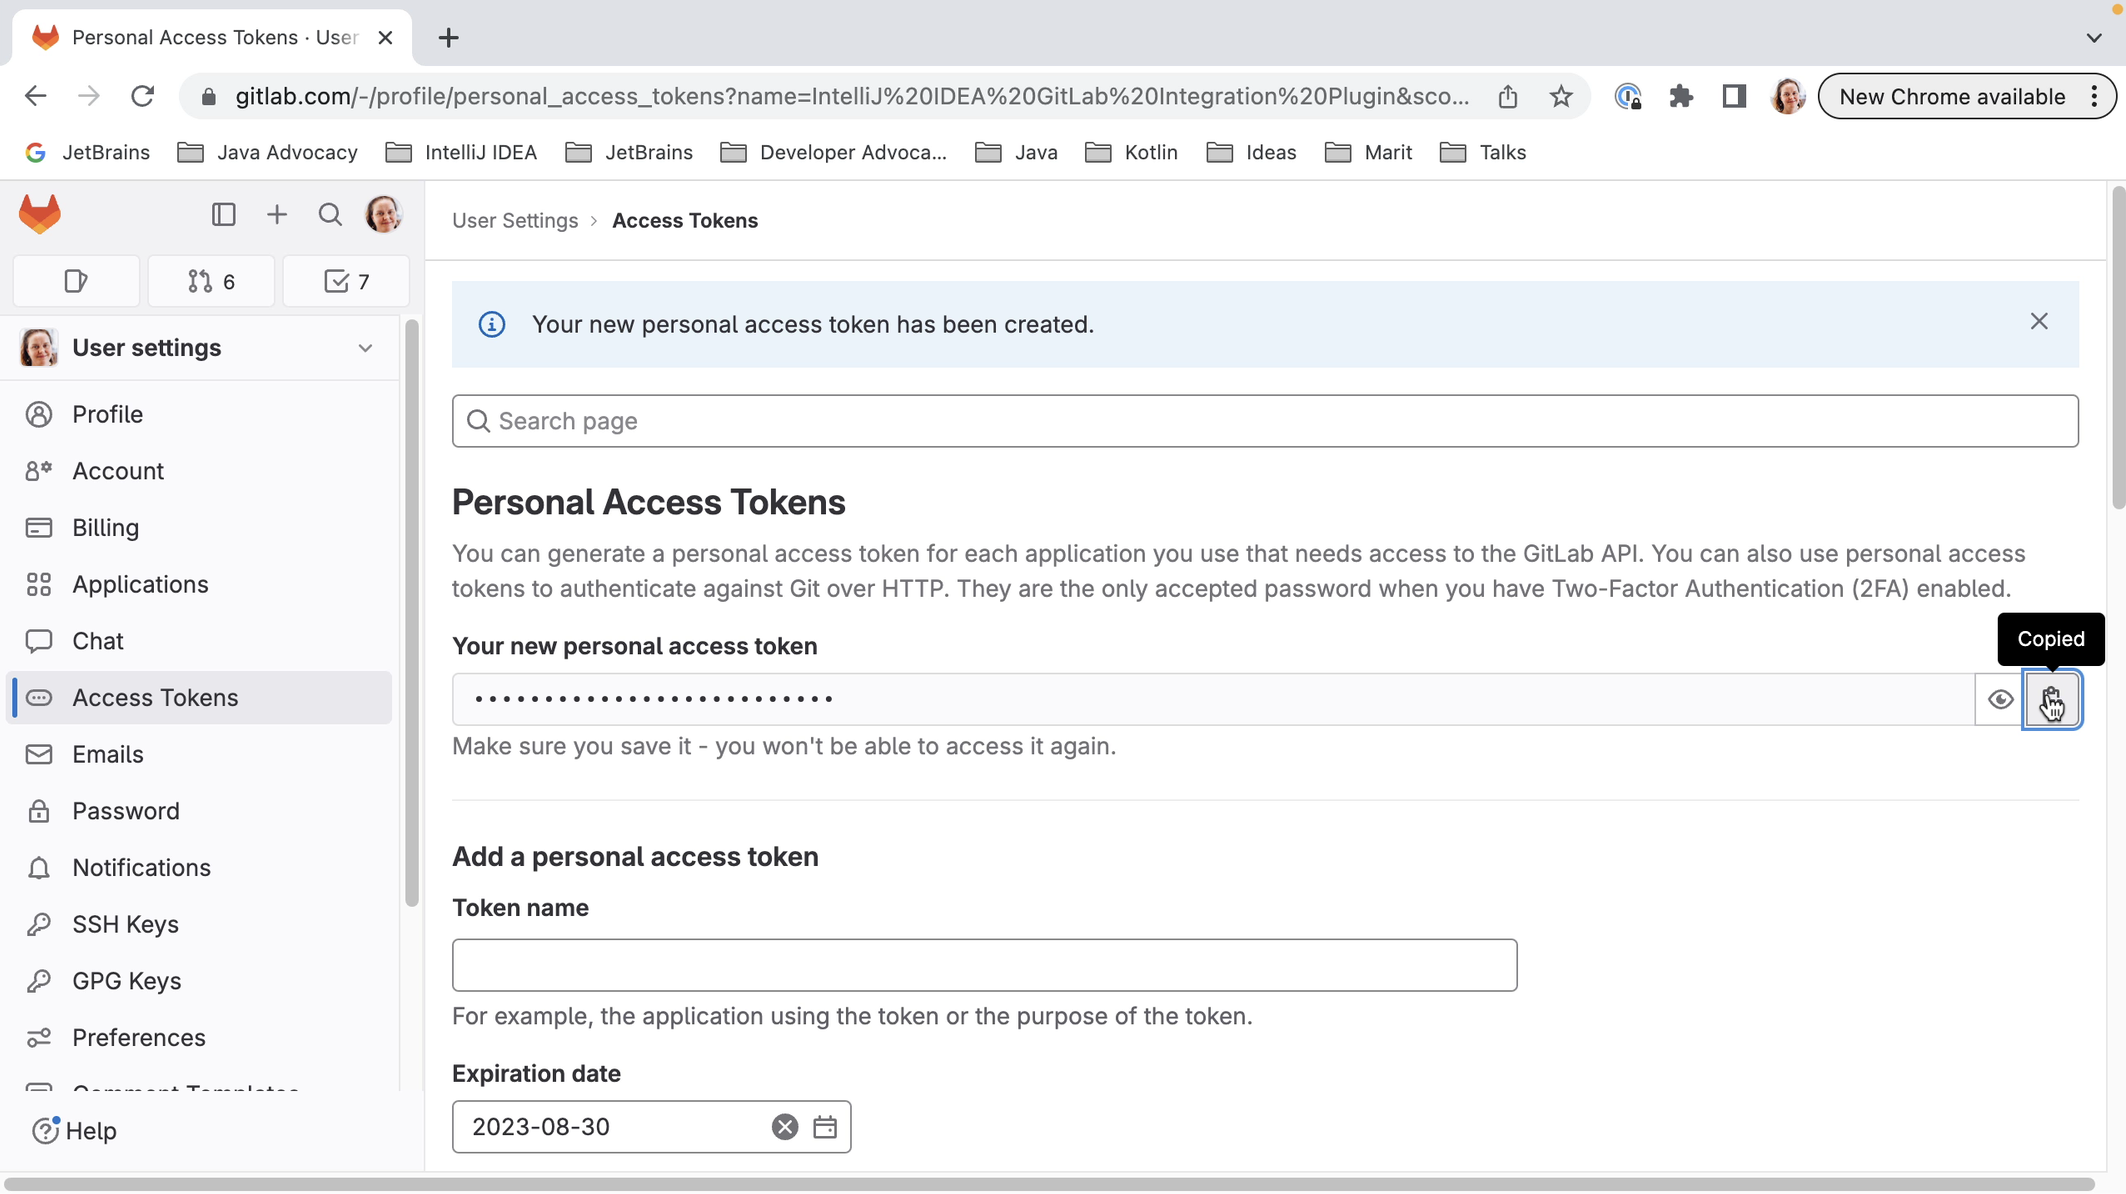 Personal Access Tokens · User
gitlab.com/-/profile/personal_access_tokens?name=IntelliJ%20IDEA%20GitLab%20Integration%20Plugin&sco...
New Chrome available
JetBrains
Java Advocacy
IntelliJ IDEA
JetBrains
Developer Advoca...
Java
Kotlin
Ideas
Marit
Talks
6
7
User settings
Profile
Account
Billing
Applications
Chat
Access Tokens
Emails
Password
Notifications
SSH Keys
GPG Keys
Preferences
Comment Templates
Help
User Settings › Access Tokens
Your new personal access token has been created.
Search page
Personal Access Tokens
You can generate a personal access token for each application you use that needs access to the GitLab API. You can also use personal access
tokens to authenticate against Git over HTTP. They are the only accepted password when you have Two-Factor Authentication (2FA) enabled.
Your new personal access token
Copied
Make sure you save it - you won't be able to access it again.
Add a personal access token
Token name
For example, the application using the token or the purpose of the token.
Expiration date
2023-08-30